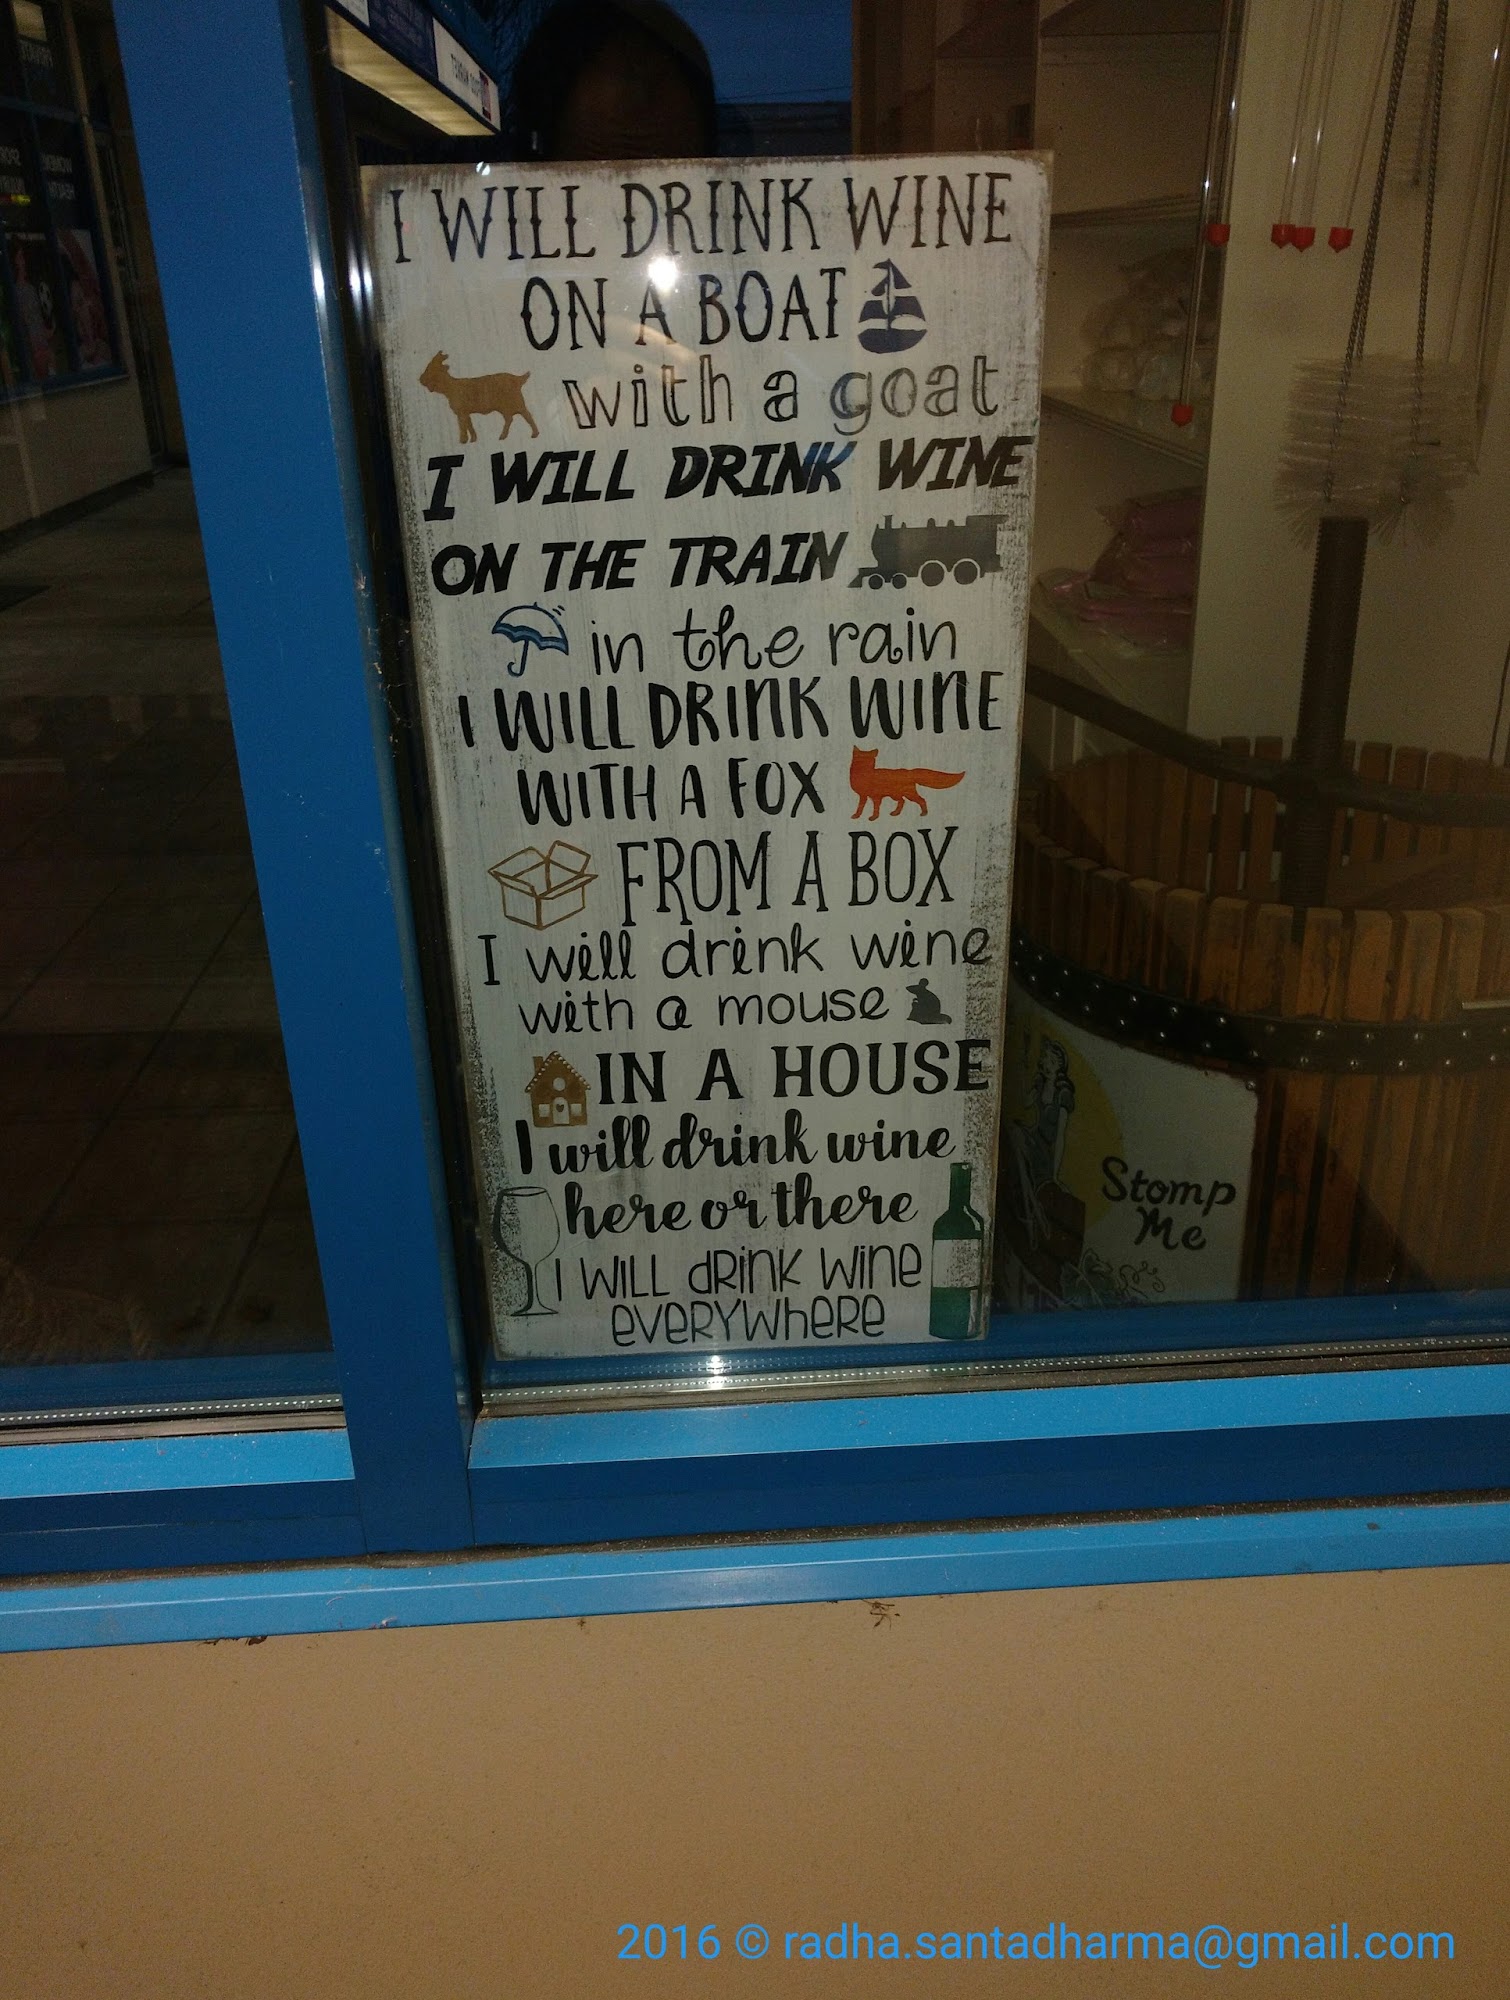 I WILL DRINK WINE
ON A BOAT
with a goat
I WILL DRINK WINE
ON THE TRAIN
in the rain
I WILL DRINK WINE
WITH A FOX
FROM A BOX
I will drink wine
with a mouse
IN A HOUSE
I will drink wine
here or there
I WILL dRINK WINE
eVERYWheRE
Stomp
Me
2016 © radha.santadharma@gmail.com